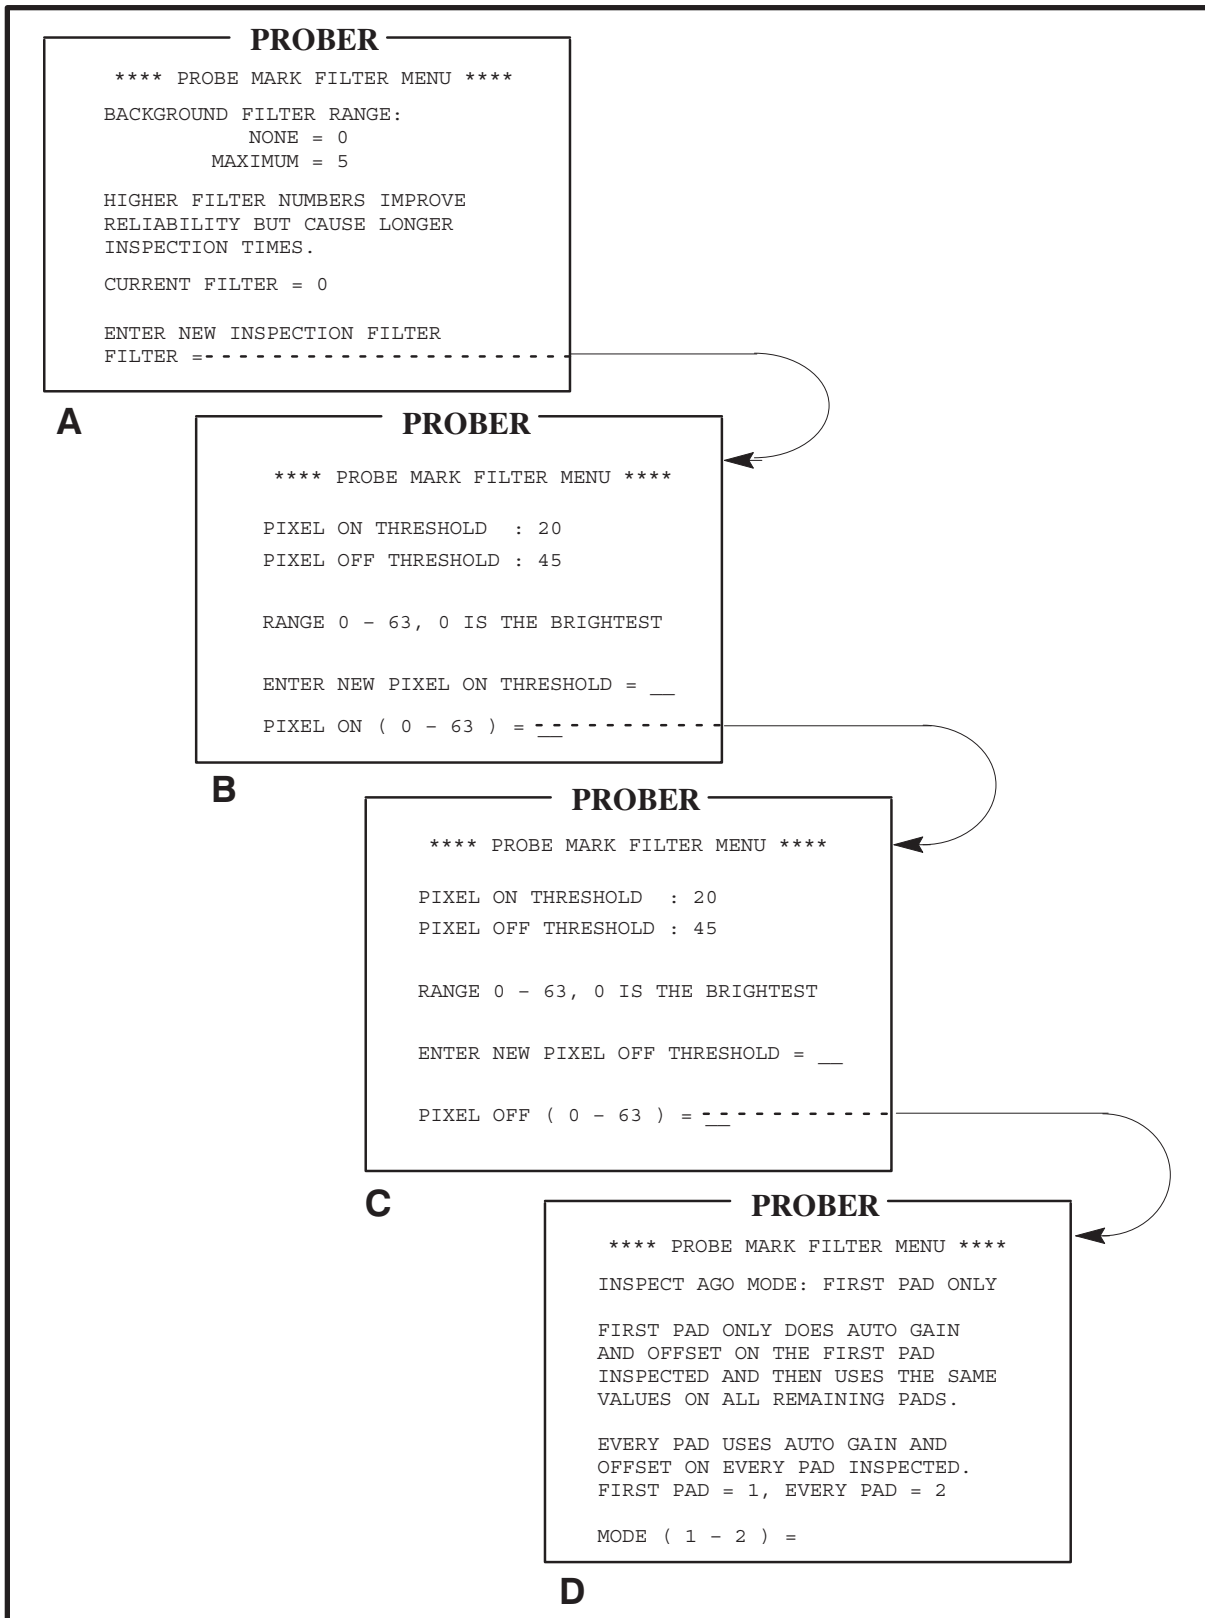 PROBER
**** PROBE MARK FILTER MENU ****
BACKGROUND FILTER RANGE:
NONE = 0
MAXIMUM = 5
HIGHER FILTER NUMBERS IMPROVE
RELIABILITY BUT CAUSE LONGER
INSPECTION TIMES.
CURRENT FILTER = 0
ENTER NEW INSPECTION FILTER
FILTER =
A
PROBER
**** PROBE MARK FILTER MENU ****
PIXEL ON THRESHOLD : 20
PIXEL OFF THRESHOLD : 45
RANGE 0 – 63, 0 IS THE BRIGHTEST
ENTER NEW PIXEL ON THRESHOLD = __
PIXEL ON ( 0 – 63 ) = __
B
PROBER
**** PROBE MARK FILTER MENU ****
PIXEL ON THRESHOLD : 20
PIXEL OFF THRESHOLD : 45
RANGE 0 – 63, 0 IS THE BRIGHTEST
ENTER NEW PIXEL OFF THRESHOLD = __
PIXEL OFF ( 0 – 63 ) = __
C
PROBER
**** PROBE MARK FILTER MENU ****
INSPECT AGO MODE: FIRST PAD ONLY
FIRST PAD ONLY DOES AUTO GAIN
AND OFFSET ON THE FIRST PAD
INSPECTED AND THEN USES THE SAME
VALUES ON ALL REMAINING PADS.
EVERY PAD USES AUTO GAIN AND
OFFSET ON EVERY PAD INSPECTED.
FIRST PAD = 1, EVERY PAD = 2
MODE ( 1 – 2 ) =
D